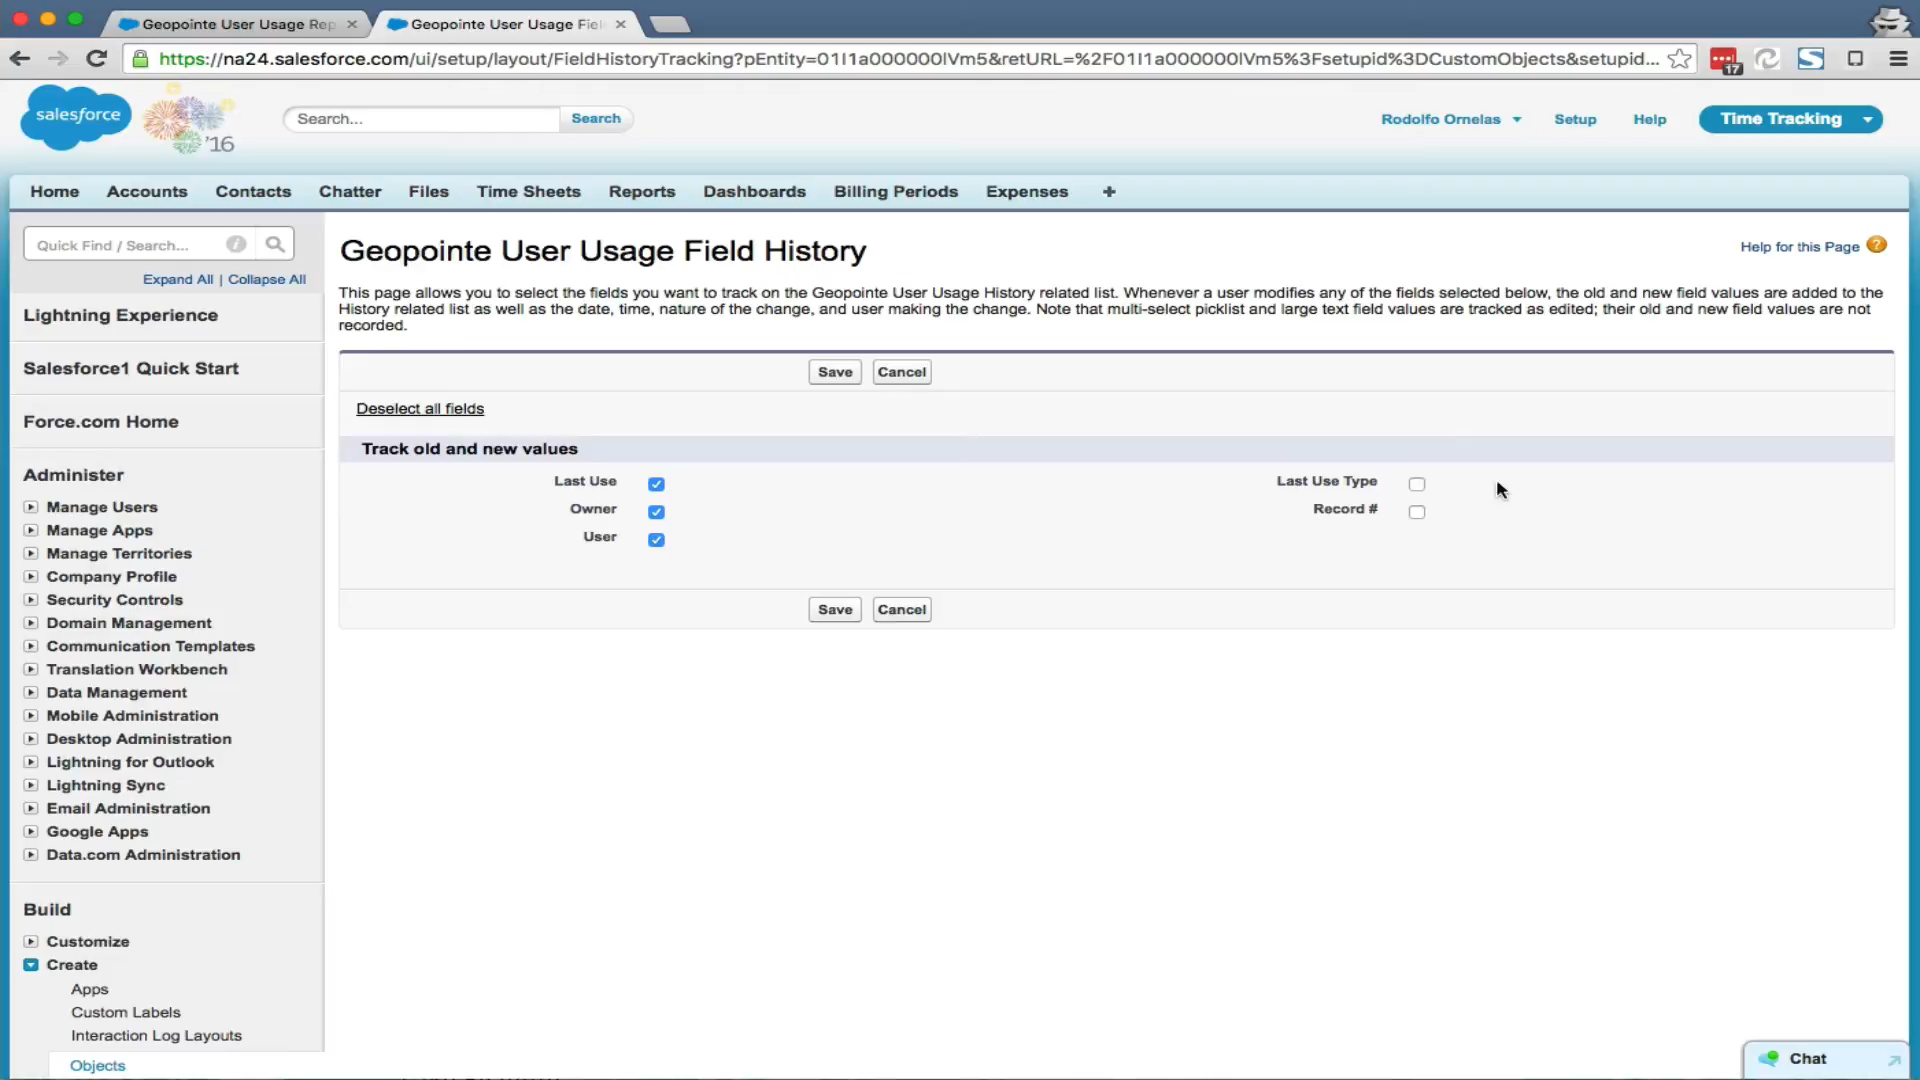 Geopointe User Usage Rep
Geopointe User Usage Fiel
https://na24.salesforce.com/ui/setup/layout/FieldHistoryTracking?pEntity=01I1a000000lVm5&retURL=%2F01I1a000000lVm5%3Fsetupid%3DCustomObjects&setupid...
17
S
salesforce
'16
Search...
Search
Rodolfo Ornelas
Setup
Help
Time Tracking
Home
Accounts
Contacts
Chatter
Files
Time Sheets
Reports
Dashboards
Billing Periods
Expenses
+
Quick Find / Search...
i
Expand All | Collapse All
Lightning Experience
Salesforce1 Quick Start
Force.com Home
Administer
Manage Users
Manage Apps
Manage Territories
Company Profile
Security Controls
Domain Management
Communication Templates
Translation Workbench
Data Management
Mobile Administration
Desktop Administration
Lightning for Outlook
Lightning Sync
Email Administration
Google Apps
Data.com Administration
Build
Customize
Create
Apps
Custom Labels
Interaction Log Layouts
Objects
Geopointe User Usage Field History
Help for this Page ?
This page allows you to select the fields you want to track on the Geopointe User Usage History related list. Whenever a user modifies any of the fields selected below, the old and new field values are added to the
History related list as well as the date, time, nature of the change, and user making the change. Note that multi-select picklist and large text field values are tracked as edited; their old and new field values are not
recorded.
Save
Cancel
Deselect all fields
Track old and new values
Last Use
Last Use Type
Owner
Record #
User
Save
Cancel
Chat